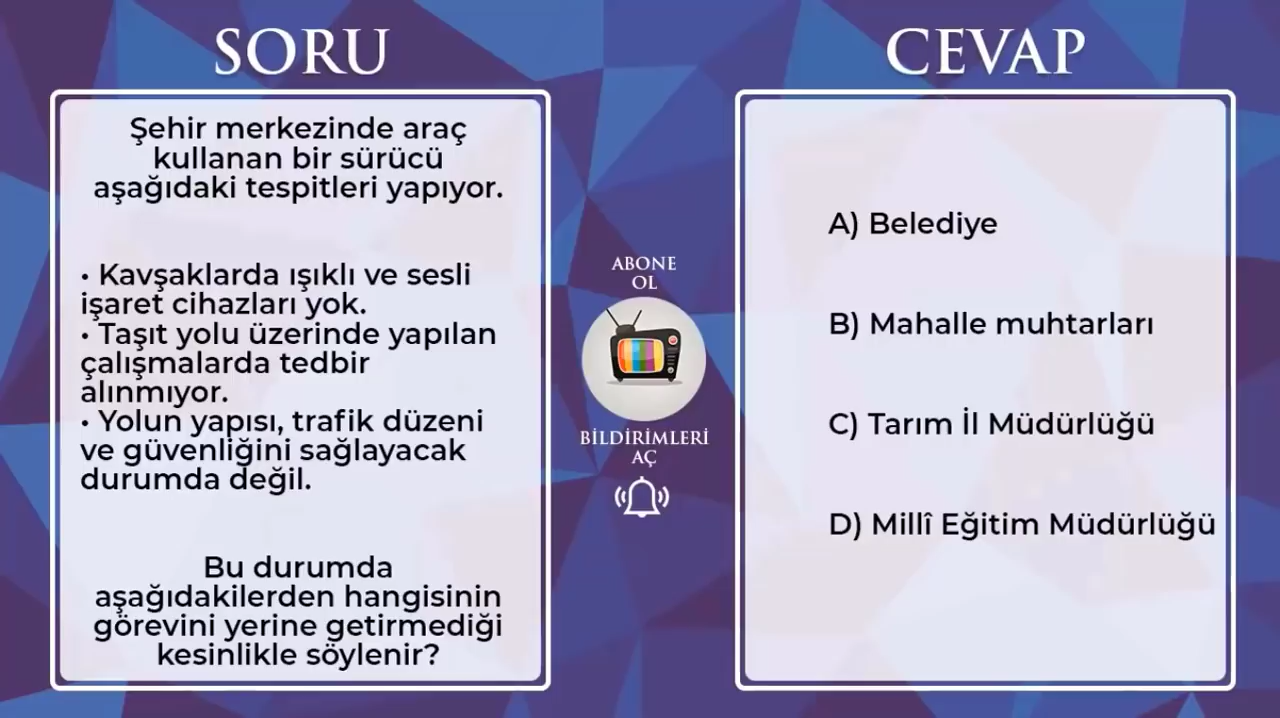 SORU
Şehir merkezinde araç
kullanan bir sürücü
aşağıdaki tespitleri yapıyor.
• Kavşaklarda ışıklı ve sesli
işaret cihazları yok.
• Taşıt yolu üzerinde yapılan
çalışmalarda tedbir
alınmıyor.
• Yolun yapısı, trafik düzeni
ve güvenliğini sağlayacak
durumda değil.
Bu durumda
aşağıdakilerden hangisinin
görevini yerine getirmediği
kesinlikle söylenir?
ABONE
OL
BİLDİRİMLERİ
AÇ
CEVAP
A) Belediye
B) Mahalle muhtarları
C) Tarım İl Müdürlüğü
D) Millî Eğitim Müdürlüğü